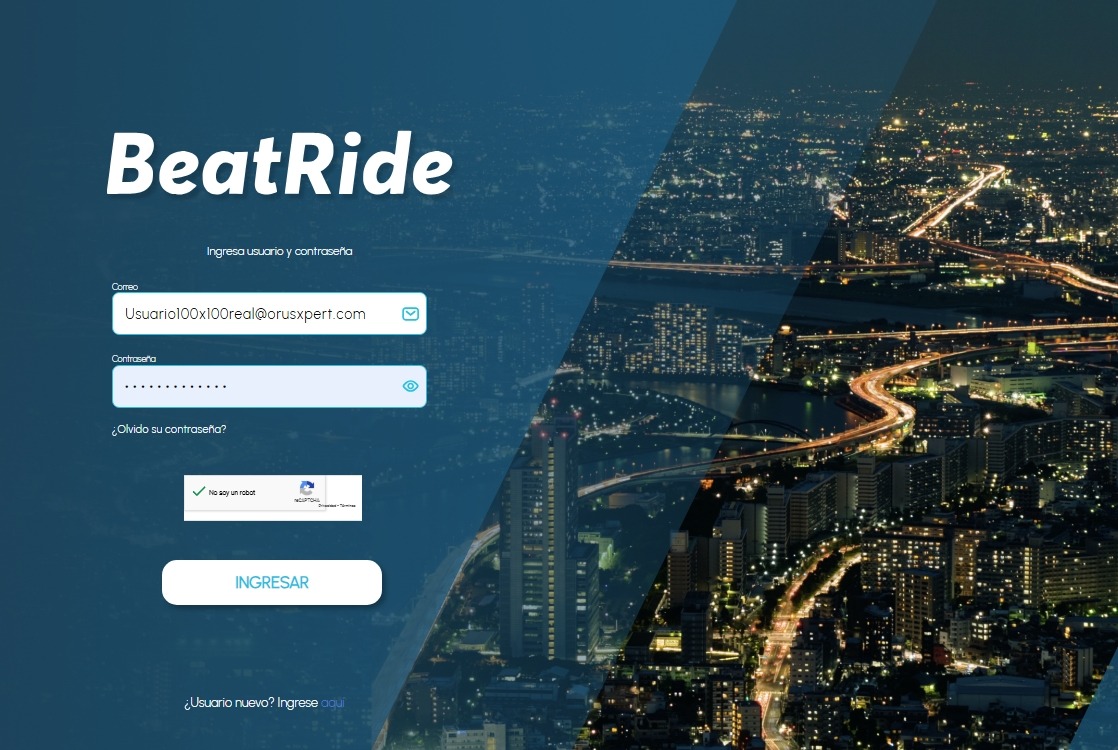 BeatRide
Ingresa usuario y contraseña
Correo
Usuario100x100real@orusxpert.com
Contraseña
•••••••••••••
¿Olvido su contraseña?
No soy un robot
reCAPTCHA
Privacidad - Términos
INGRESAR
¿Usuario nuevo? Ingrese aquí